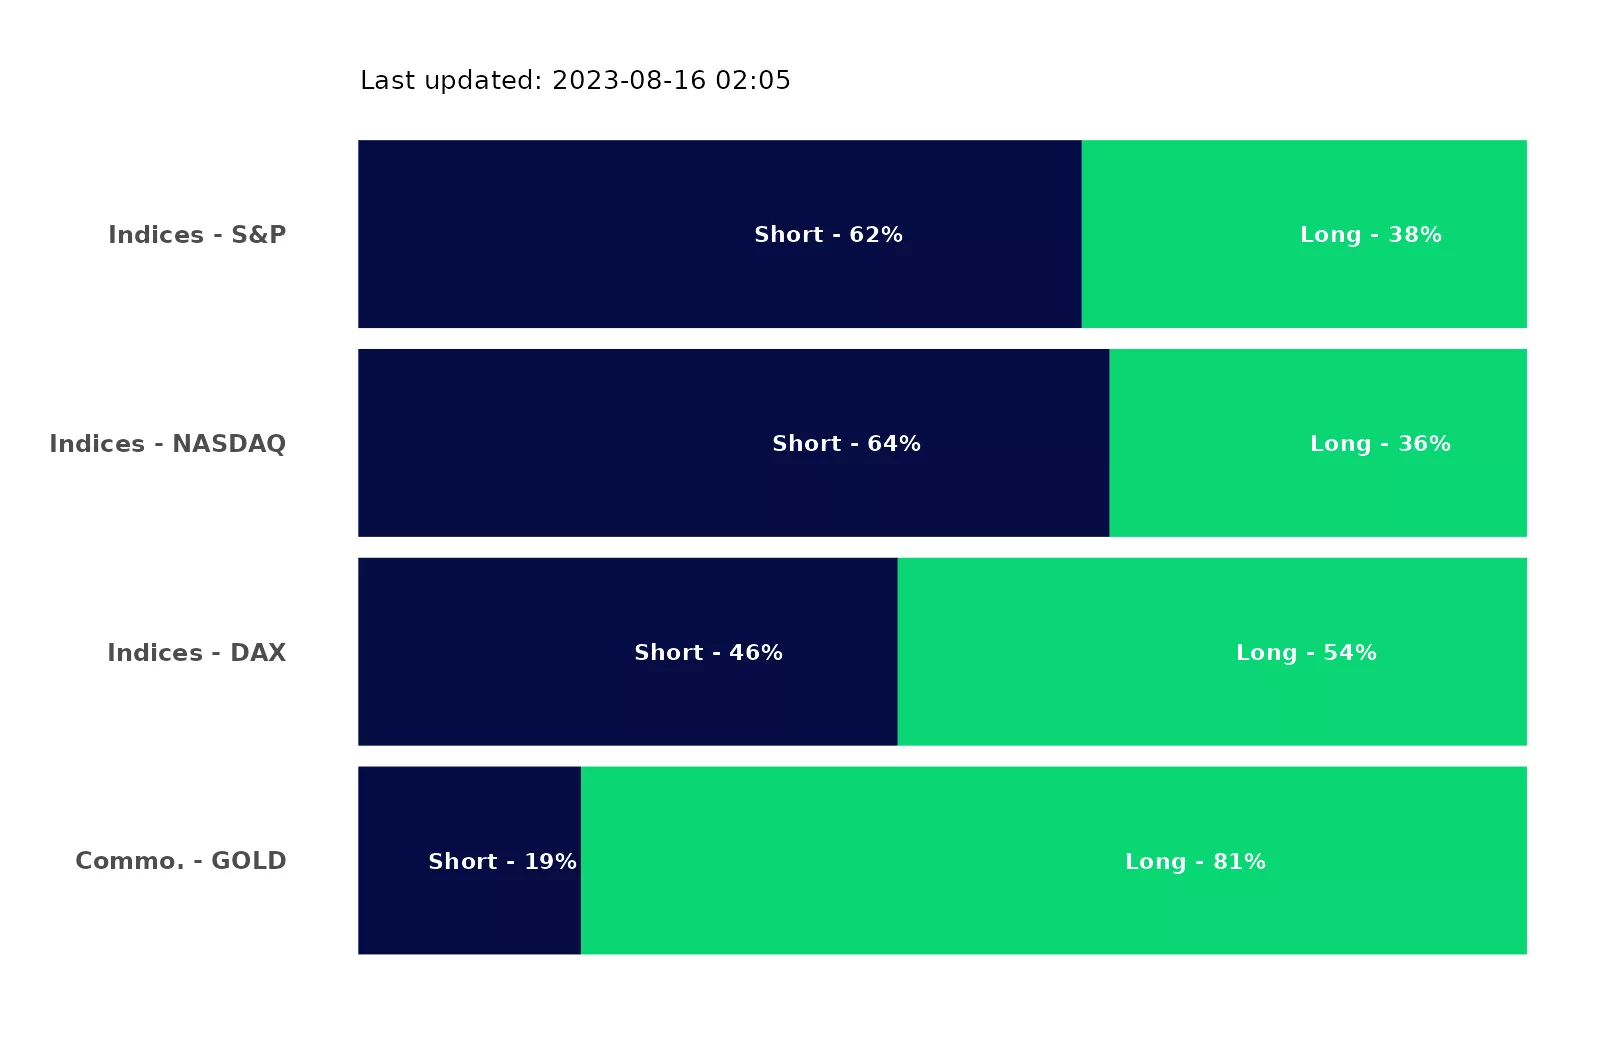 Last updated: 2023-08-16 02:05
Indices - S&P
Short - 62%
Long - 38%
Indices - NASDAQ
Short - 64%
Long - 36%
Indices - DAX
Short - 46%
Long - 54%
Commo. - GOLD
Short - 19%
Long - 81%